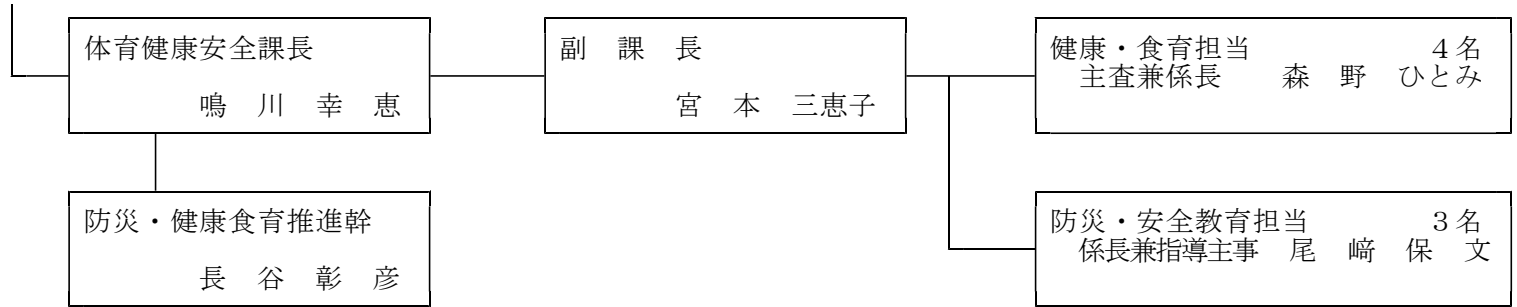 体育健康安全課長
鳴　川　幸　恵
副　課　長
宮　本　三恵子
健康・食育担当　　　　　　４名
主査兼係長　　森　野　ひとみ
防災・健康食育推進幹
長　谷　彰　彦
防災・安全教育担当　　　　３名
係長兼指導主事　尾　﨑　保　文